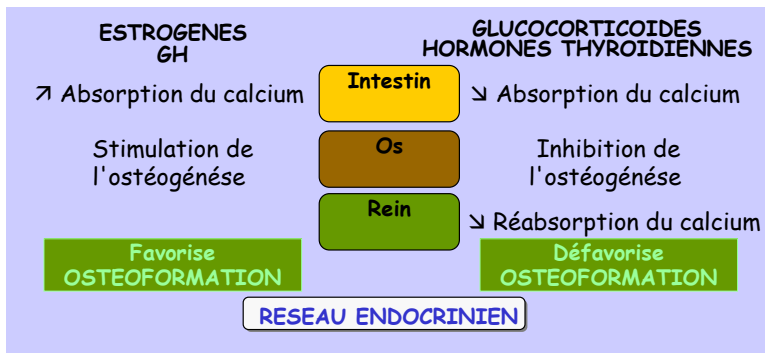 ESTROGENES
GH
GLUCOCORTICOIDES
HORMONES THYROIDIENNES
↗ Absorption du calcium
Intestin
↘ Absorption du calcium
Stimulation de
l'ostéogénése
Os
Inhibition de
l'ostéogénése
Rein
↘ Réabsorption du calcium
Favorise
OSTEOFORMATION
Défavorise
OSTEOFORMATION
RESEAU ENDOCRINIEN